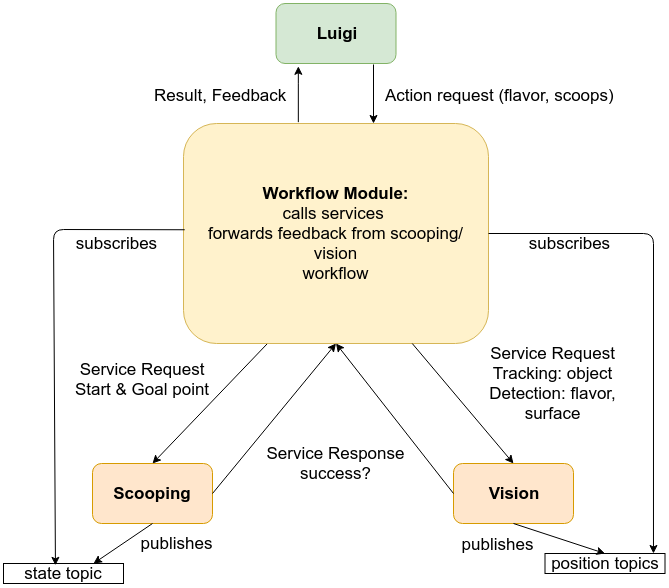 Luigi
Result, Feedback
Action request (flavor, scoops)
Workflow Module:
calls services
forwards feedback from scooping/
vision
workflow
subscribes
subscribes
Service Request
Start & Goal point
Service Request
Tracking: object
Detection: flavor,
surface
Service Response
success?
Scooping
Vision
publishes
publishes
state topic
position topics